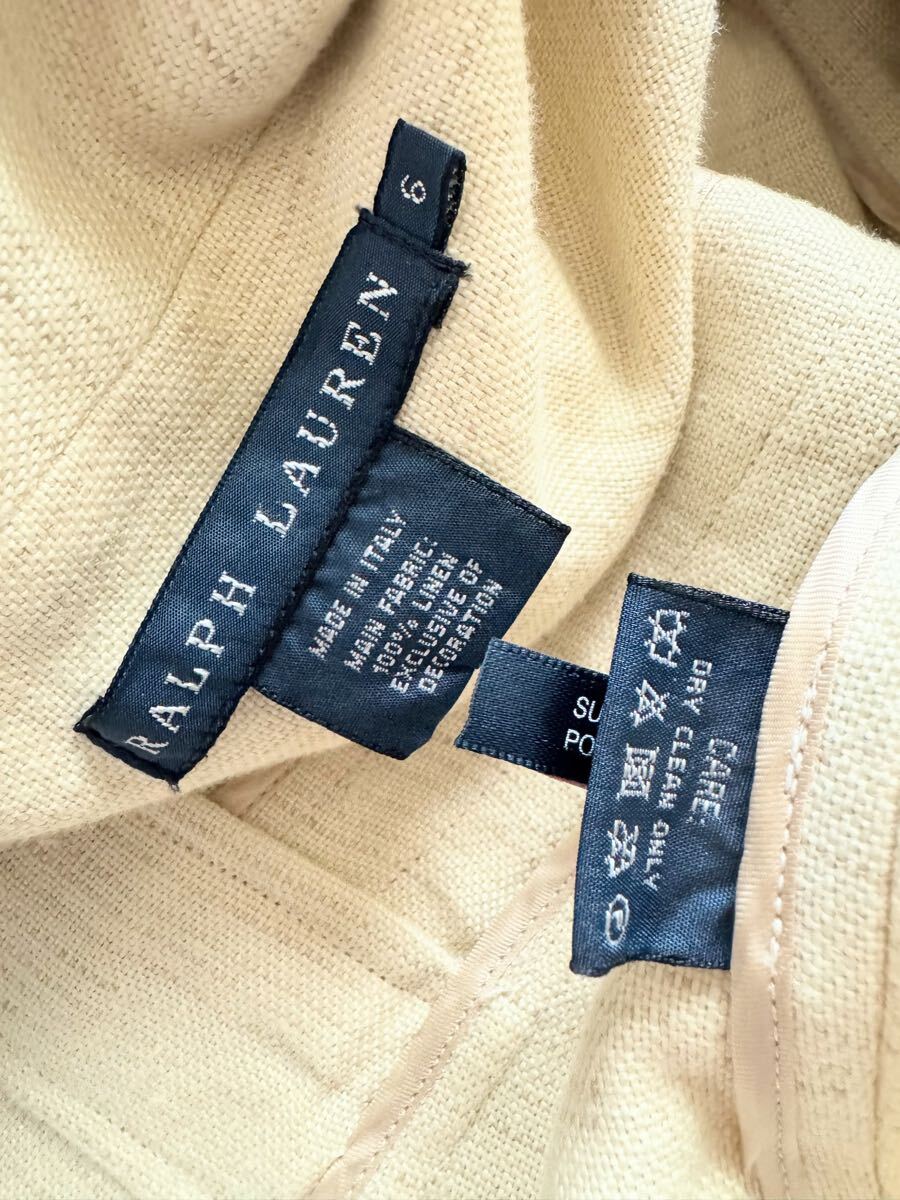 6
RALPH LAUREN
MADE IN ITALY
MAIN FABRIC:
100% LINEN
EXCLUSIVE OF
DECORATION
SU
PO
CARE:
DRY CLEAN ONLY